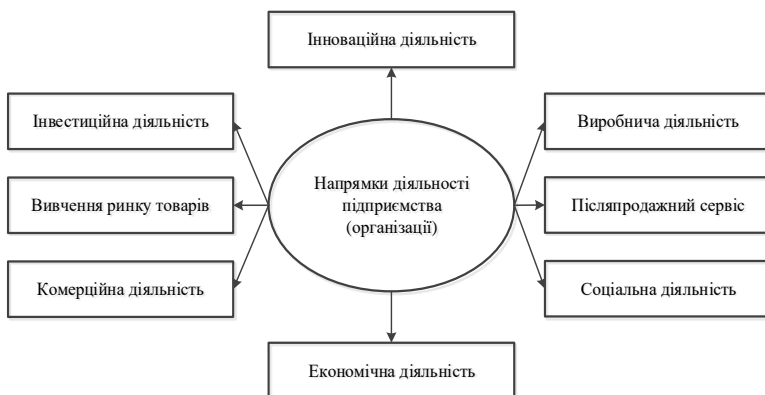 Інноваційна діяльність
Інвестиційна діяльність
Виробнича діяльність
Напрямки діяльності
підприємства
(організації)
Вивчення ринку товарів
Післяпродажний сервіс
Комерційна діяльність
Соціальна діяльність
Економічна діяльність